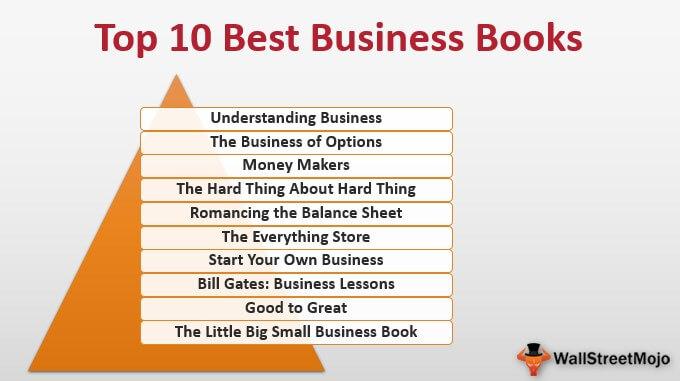 Top 10 Best Business Books
Understanding Business
The Business of Options
Money Makers
The Hard Thing About Hard Thing
Romancing the Balance Sheet
The Everything Store
Start Your Own Business
Bill Gates: Business Lessons
Good to Great
The Little Big Small Business Book
WallStreetMojo